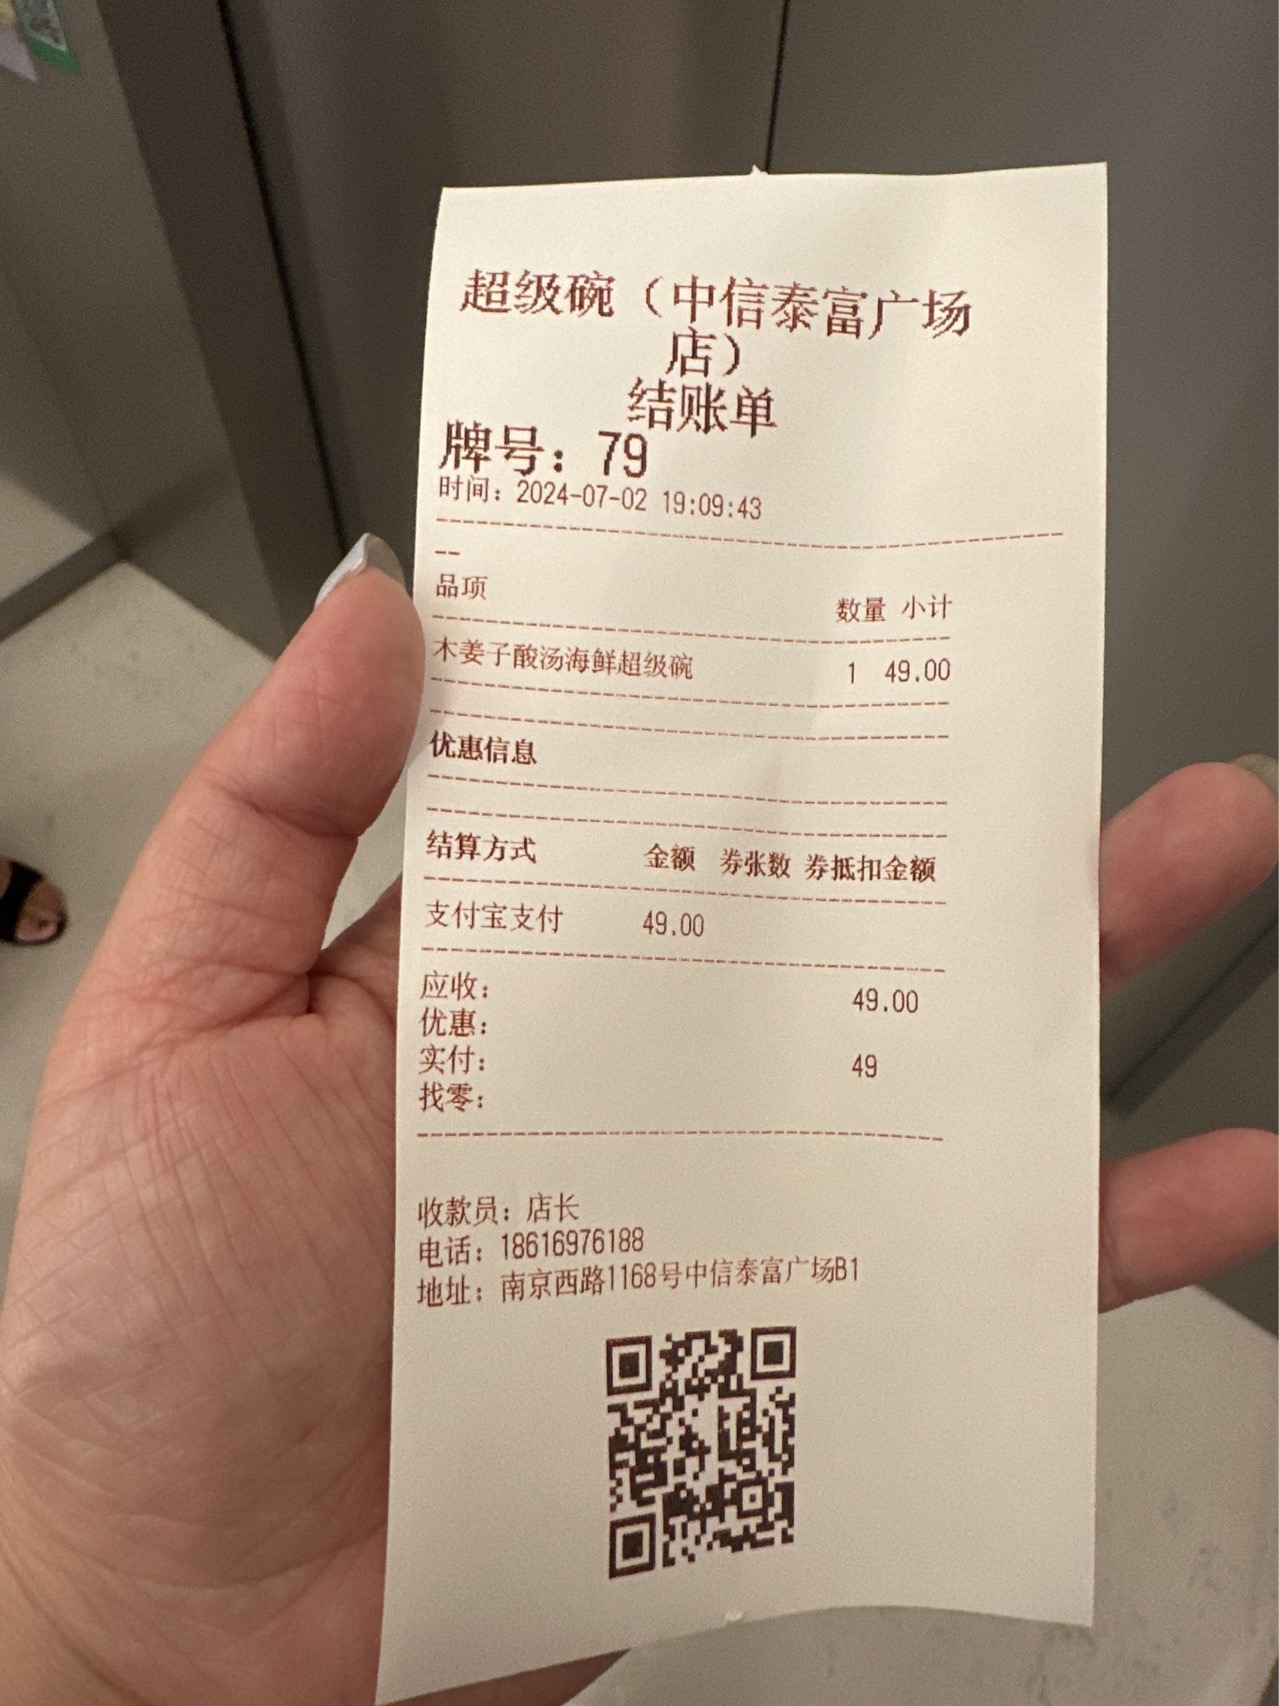 超级碗（中信泰富广场
店）
结账单
牌号：79
时间：2024-07-02 19:09:43
品项 数量 小计
木姜子酸汤海鲜超级碗 1 49.00
优惠信息
结算方式 金额 券张数 券抵扣金额
支付宝支付 49.00
应收： 49.00
优惠：
实付： 49
找零：
收款员：店长
电话：18616976188
地址：南京西路1168号中信泰富广场B1